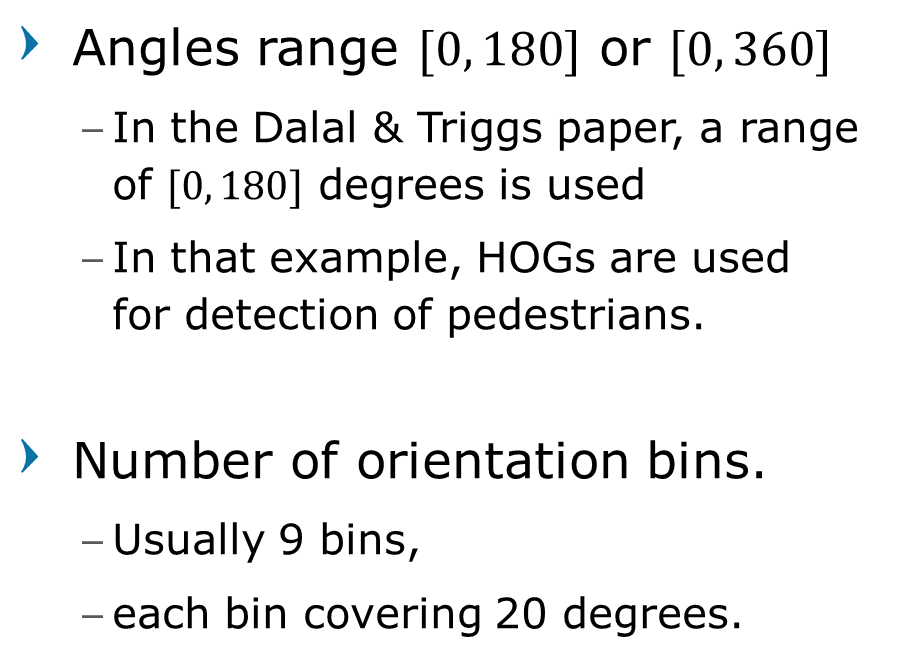 Angles range [0, 180] or [0, 360]
– In the Dalal & Triggs paper, a range
of [0, 180] degrees is used
– In that example, HOGs are used
for detection of pedestrians.
Number of orientation bins.
– Usually 9 bins,
– each bin covering 20 degrees.